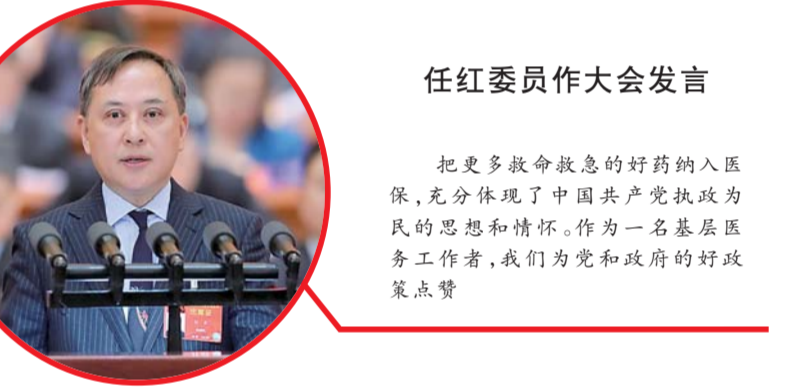 任红委员作大会发言
把更多救命救急的好药纳入医
保,充分体现了中国共产党执政为
民的思想和情怀。作为一名基层医
务工作者,我们为党和政府的好政
策点赞